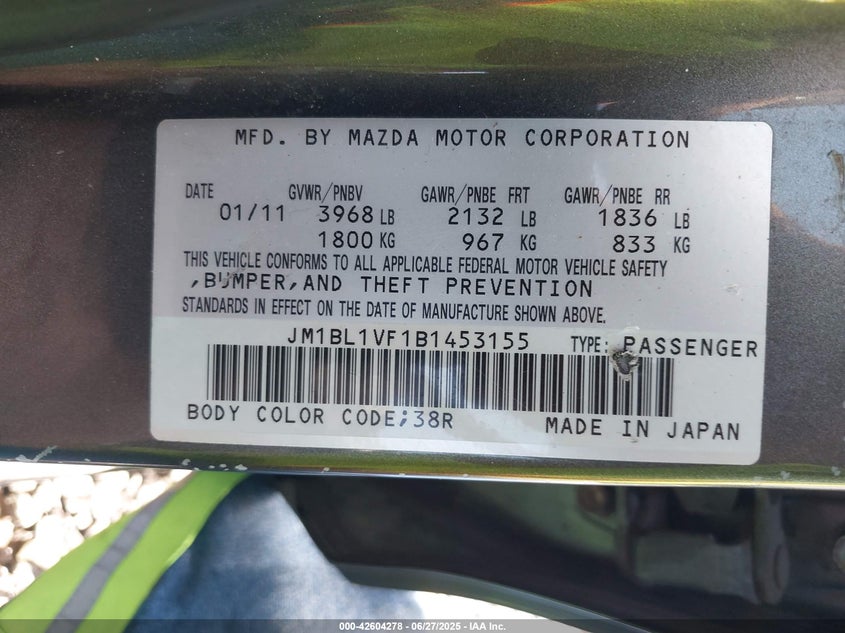 MFD. BY MAZDA MOTOR CORPORATION
DATE GVWR/PNBV GAWR/PNBE FRT GAWR/PNBE RR
01/11 3968 LB 2132 LB 1836 LB
1800 KG 967 KG 833 KG
THIS VEHICLE CONFORMS TO ALL APPLICABLE FEDERAL MOTOR VEHICLE SAFETY
,BUMPER,AND THEFT PREVENTION
STANDARDS IN EFFECT ON THE DATE OF MANUFACTURE SHOWN ABOVE.
JM1BL1VF1B1453155 TYPE: PASSENGER
BODY COLOR CODE;38R MADE IN JAPAN
000-42604278 - 06/27/2025 - IAA Inc.